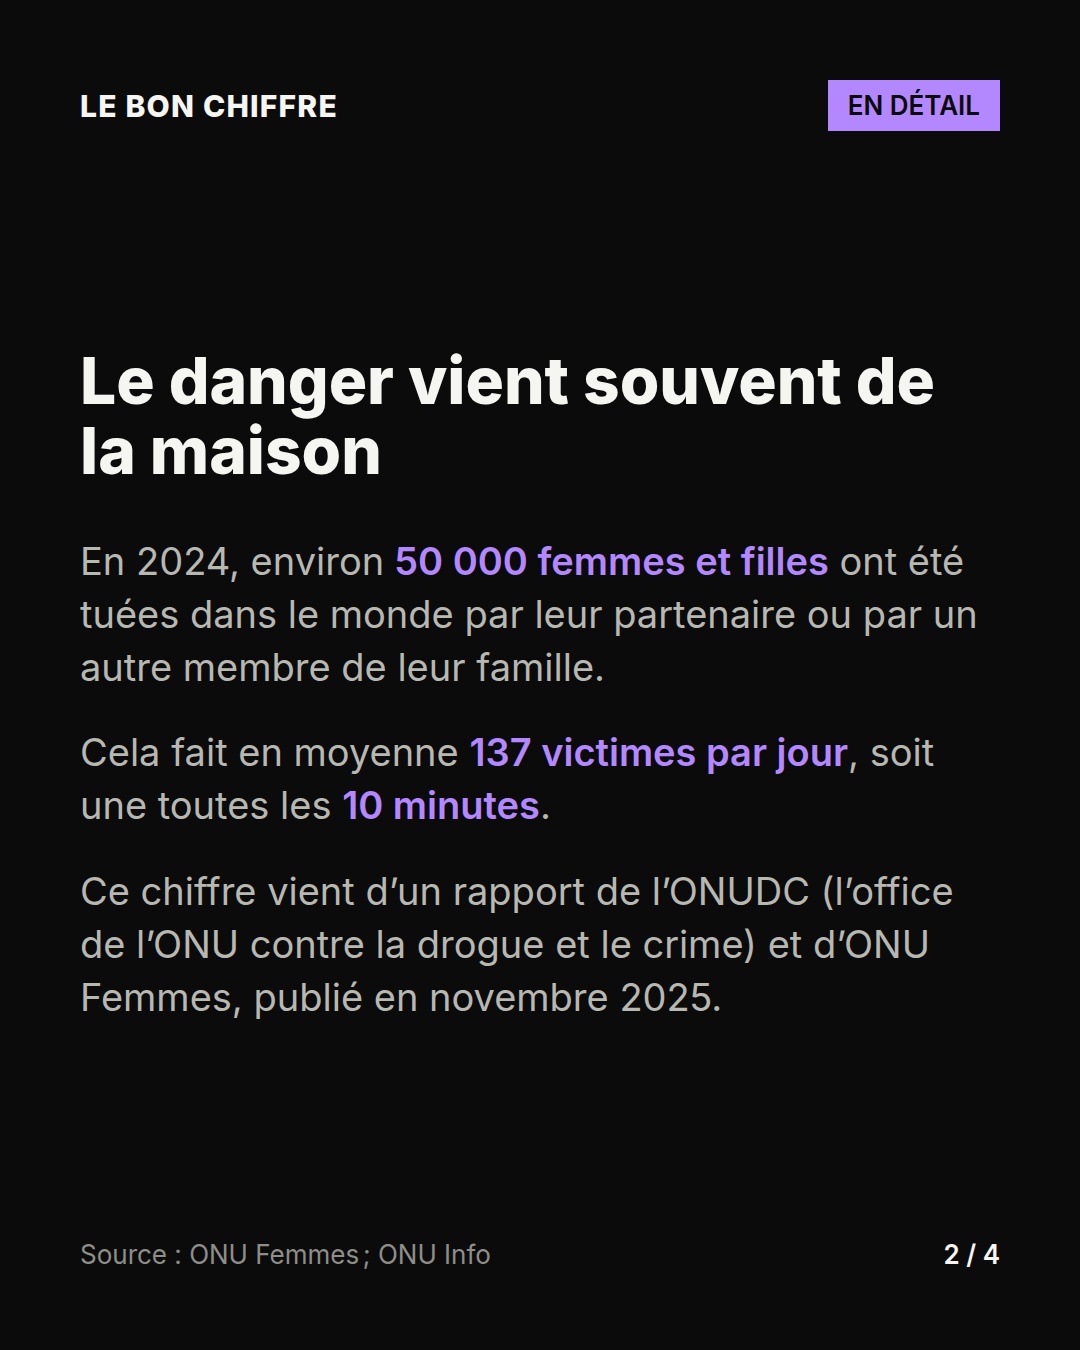 LE BON CHIFFRE
EN DÉTAIL
Le danger vient souvent de
la maison
En 2024, environ 50 000 femmes et filles ont été
tuées dans le monde par leur partenaire ou par un
autre membre de leur famille.
Cela fait en moyenne 137 victimes par jour, soit
une toutes les 10 minutes.
Ce chiffre vient d’un rapport de l’ONUDC (l’office
de l’ONU contre la drogue et le crime) et d’ONU
Femmes, publié en novembre 2025.
Source : ONU Femmes ; ONU Info
2 / 4